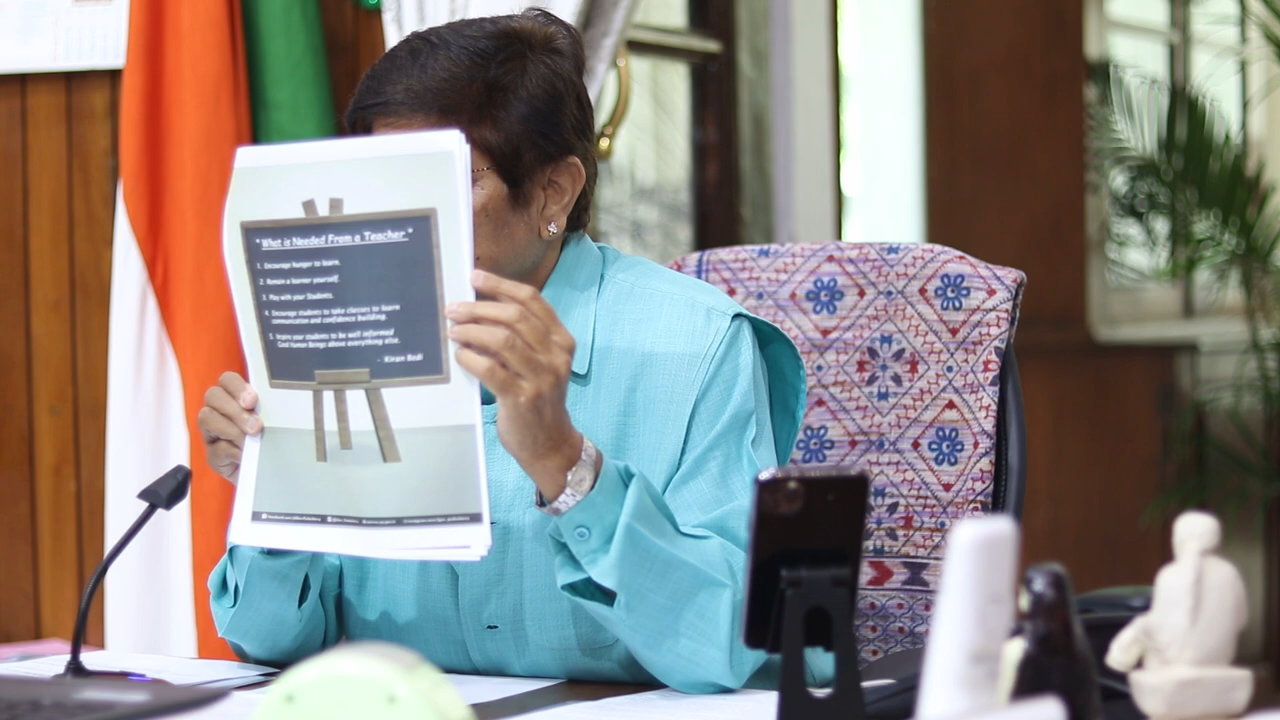 "What is Needed From a Teacher"
1. Encourage hunger to learn.
2. Remain a learner yourself.
3. Play with your Students.
4. Encourage students to take classes to learn
communication and confidence building.
5. Inspire your students to be well informed
Good Human Beings above everything else.
- Kiran Bedi